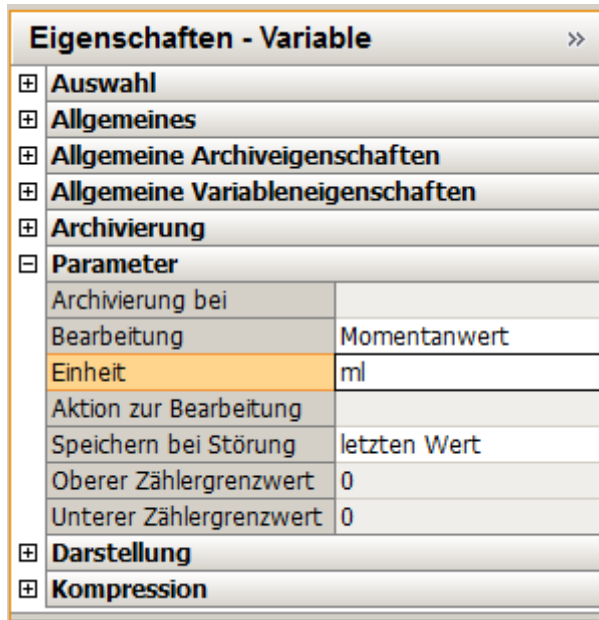 Eigenschaften - Variable »
Auswahl
Allgemeines
Allgemeine Archiveigenschaften
Allgemeine Variableneigenschaften
Archivierung
Parameter
Archivierung bei
Bearbeitung Momentanwert
Einheit ml
Aktion zur Bearbeitung
Speichern bei Störung letzten Wert
Oberer Zählergrenzwert 0
Unterer Zählergrenzwert 0
Darstellung
Kompression